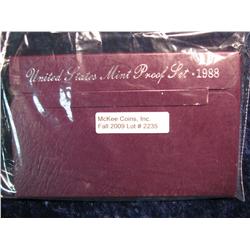 United States Mint Proof Set • 1988
McKee Coins, Inc.
Fall 2009 Lot # 2235